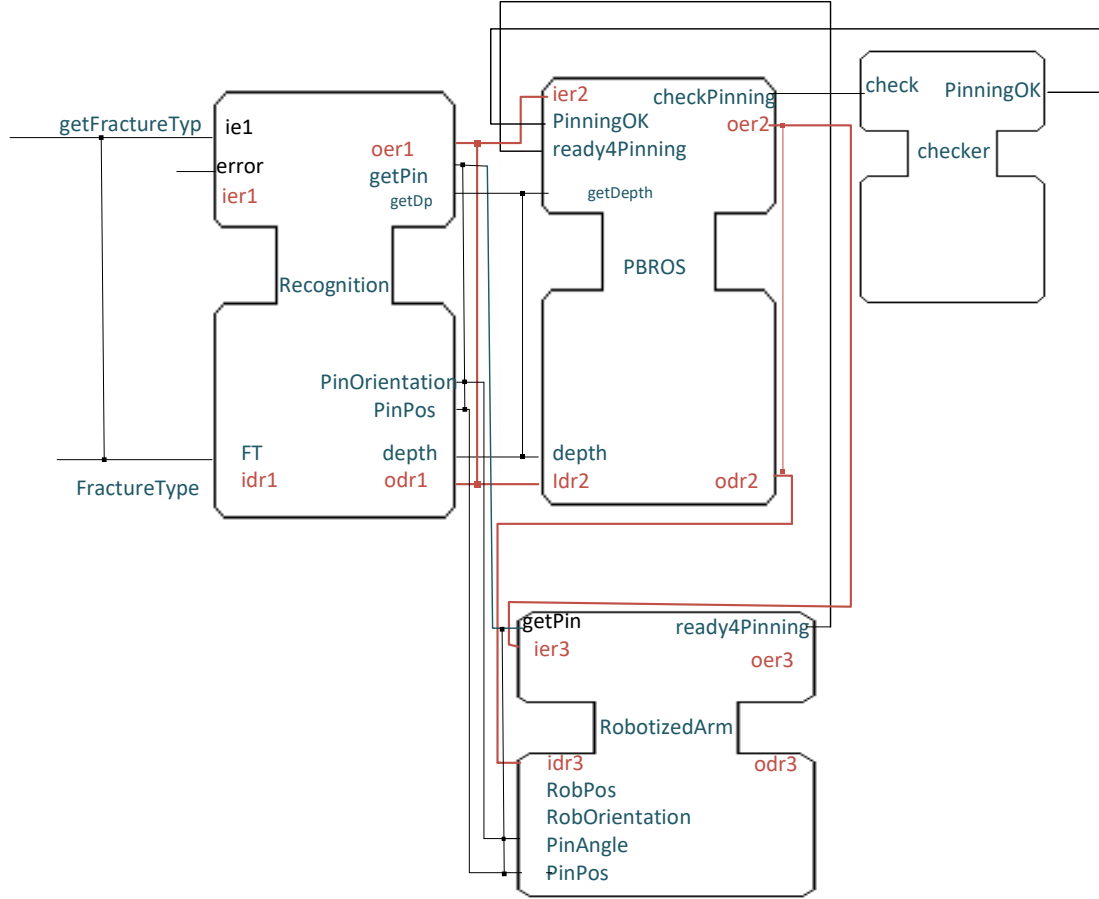 getFractureTyp
ie1
error
ier1
oer1
getPin
getDp
Recognition
PinOrientation
PinPos
FT
depth
idr1
odr1
FractureType
ier2
checkPinning
PinningOK
oer2
ready4Pinning
getDepth
PBROS
depth
Idr2
odr2
check
PinningOK
checker
getPin
ready4Pinning
ier3
oer3
RobotizedArm
idr3
odr3
RobPos
RobOrientation
PinAngle
PinPos